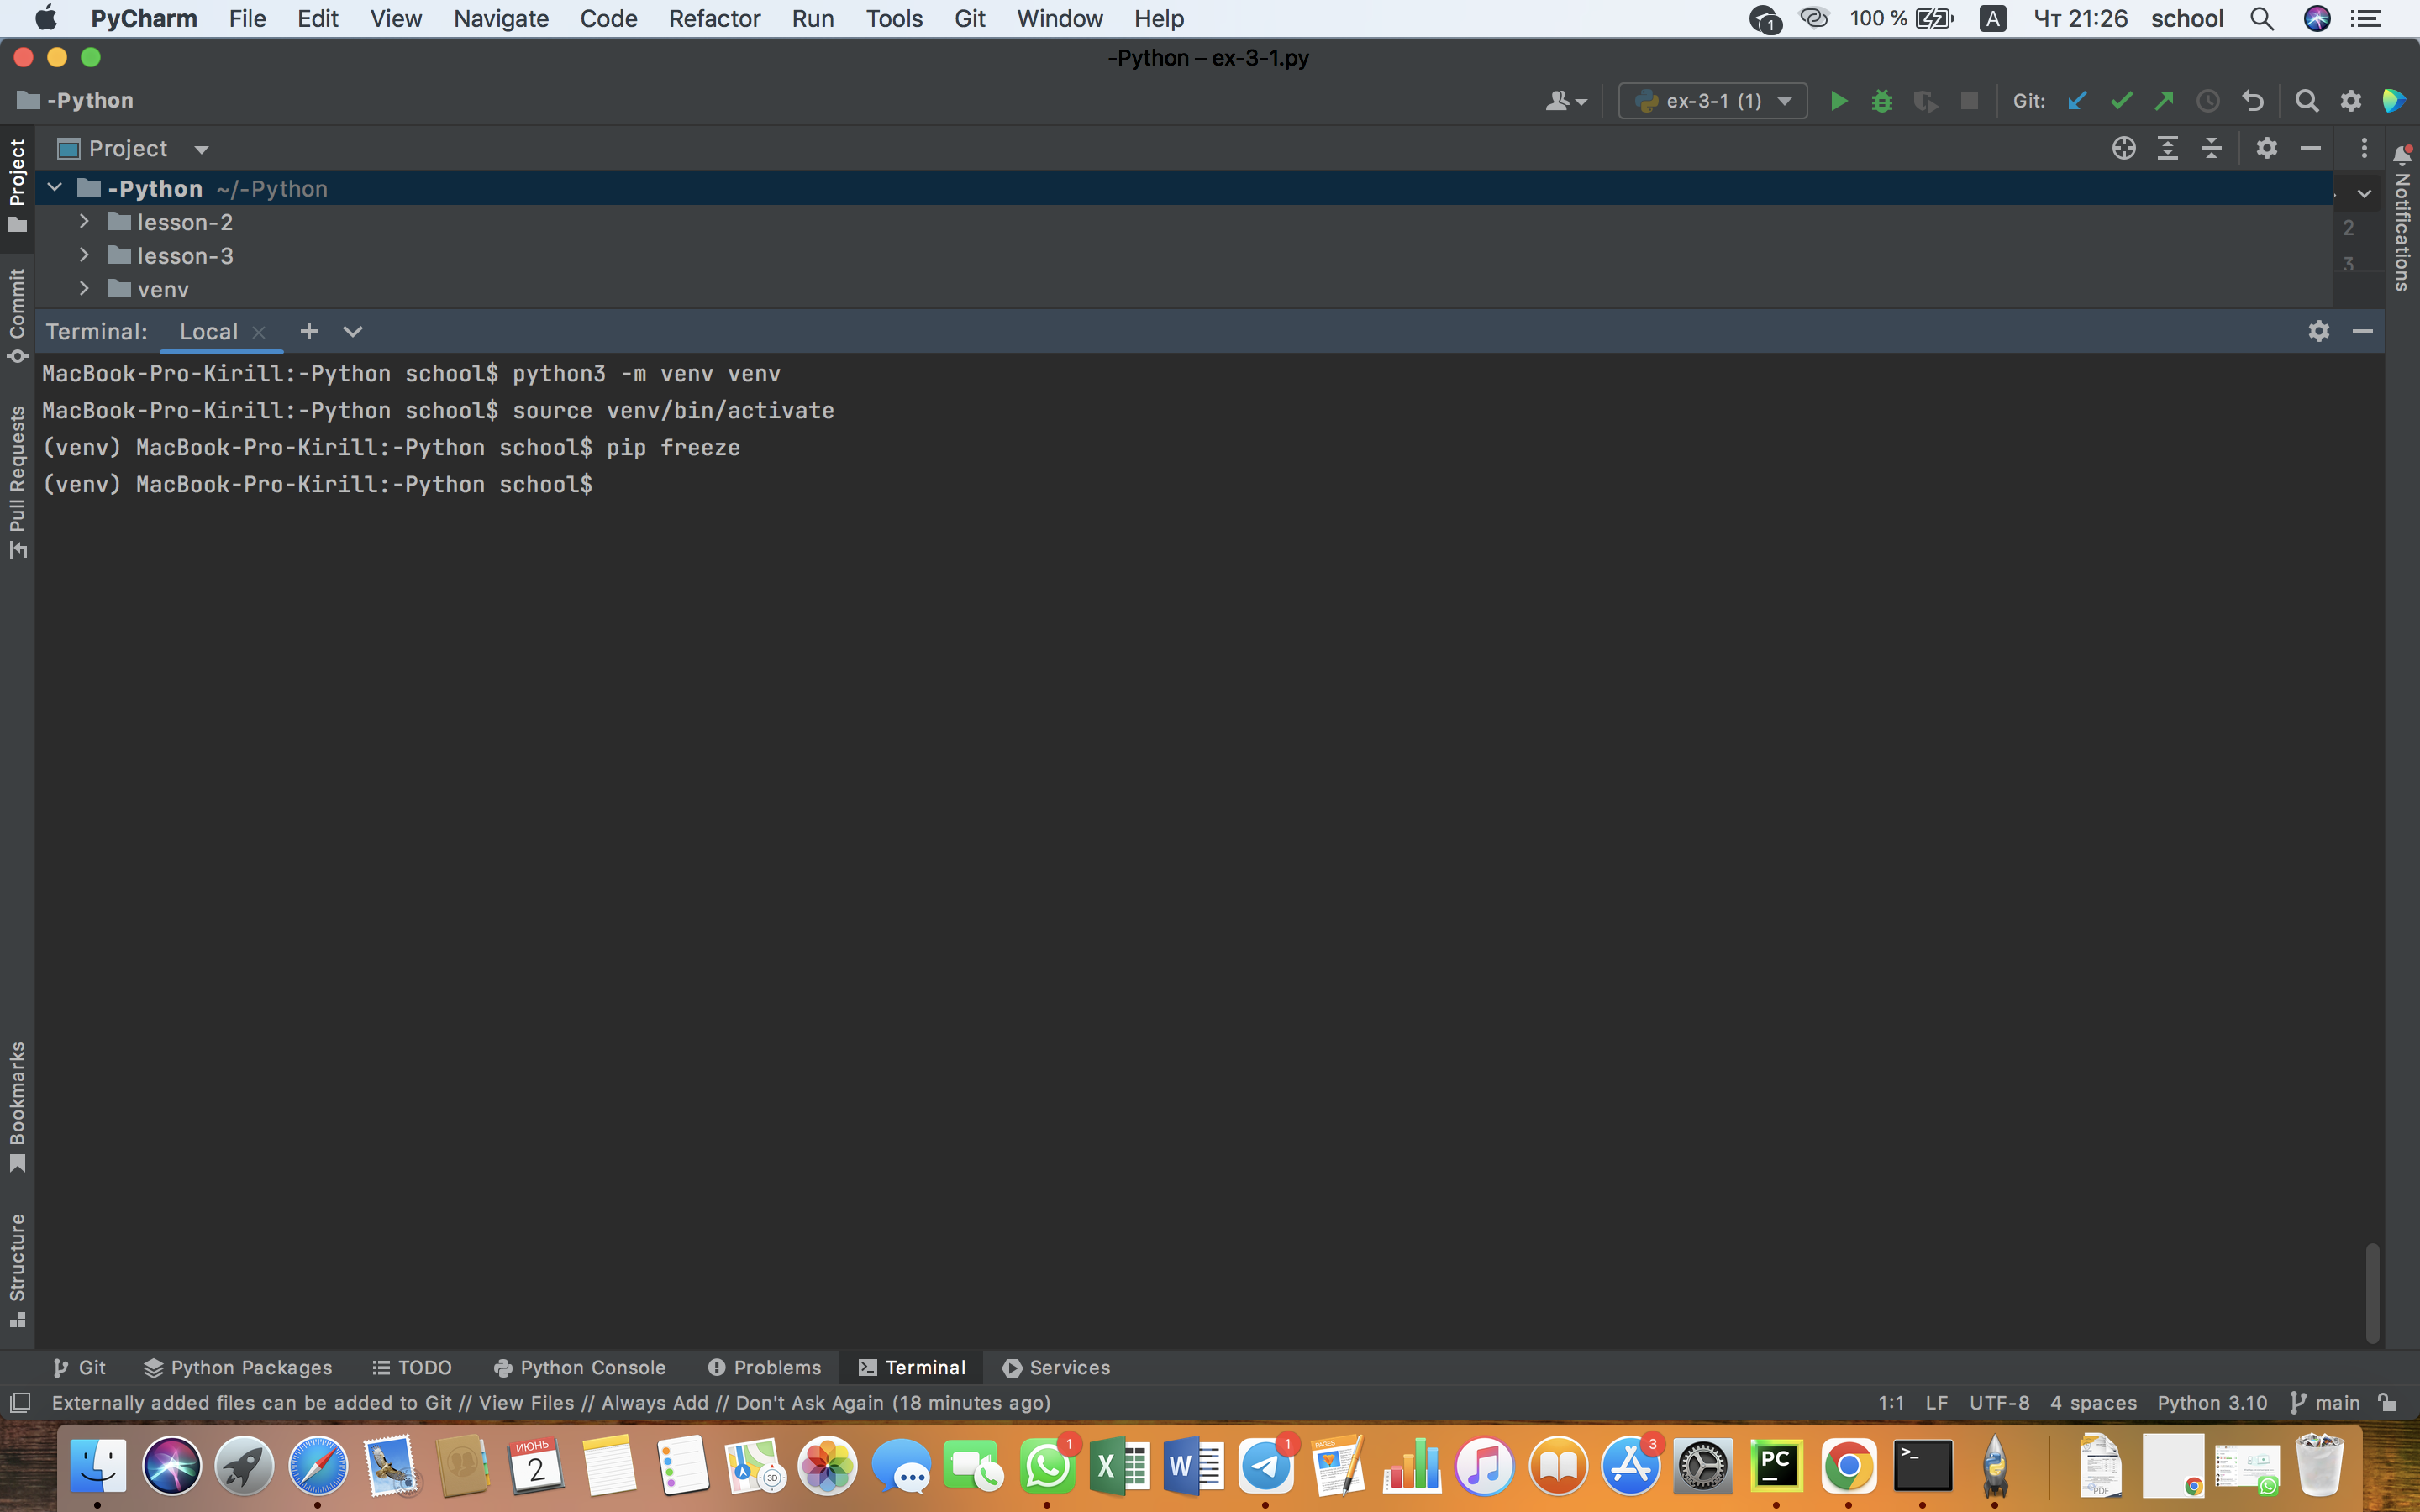 PyCharm File Edit View Navigate Code Refactor Run Tools Git Window Help 1 100 % A Чт 21:26 school
-Python – ex-3-1.py
-Python ex-3-1 (1) Git:
Project
-Python ~/-Python
lesson-2
lesson-3
venv
2
3
Project
Commit
Pull Requests
Bookmarks
Structure
Notifications
Terminal: Local
MacBook-Pro-Kirill:-Python school$ python3 -m venv venv
MacBook-Pro-Kirill:-Python school$ source venv/bin/activate
(venv) MacBook-Pro-Kirill:-Python school$ pip freeze
(venv) MacBook-Pro-Kirill:-Python school$
Git Python Packages TODO Python Console Problems Terminal Services
Externally added files can be added to Git // View Files // Always Add // Don't Ask Again (18 minutes ago) 1:1 LF UTF-8 4 spaces Python 3.10 main
ИЮНЬ
2
3D
1
X
W
1
PAGES
3
PC
>_
PDF